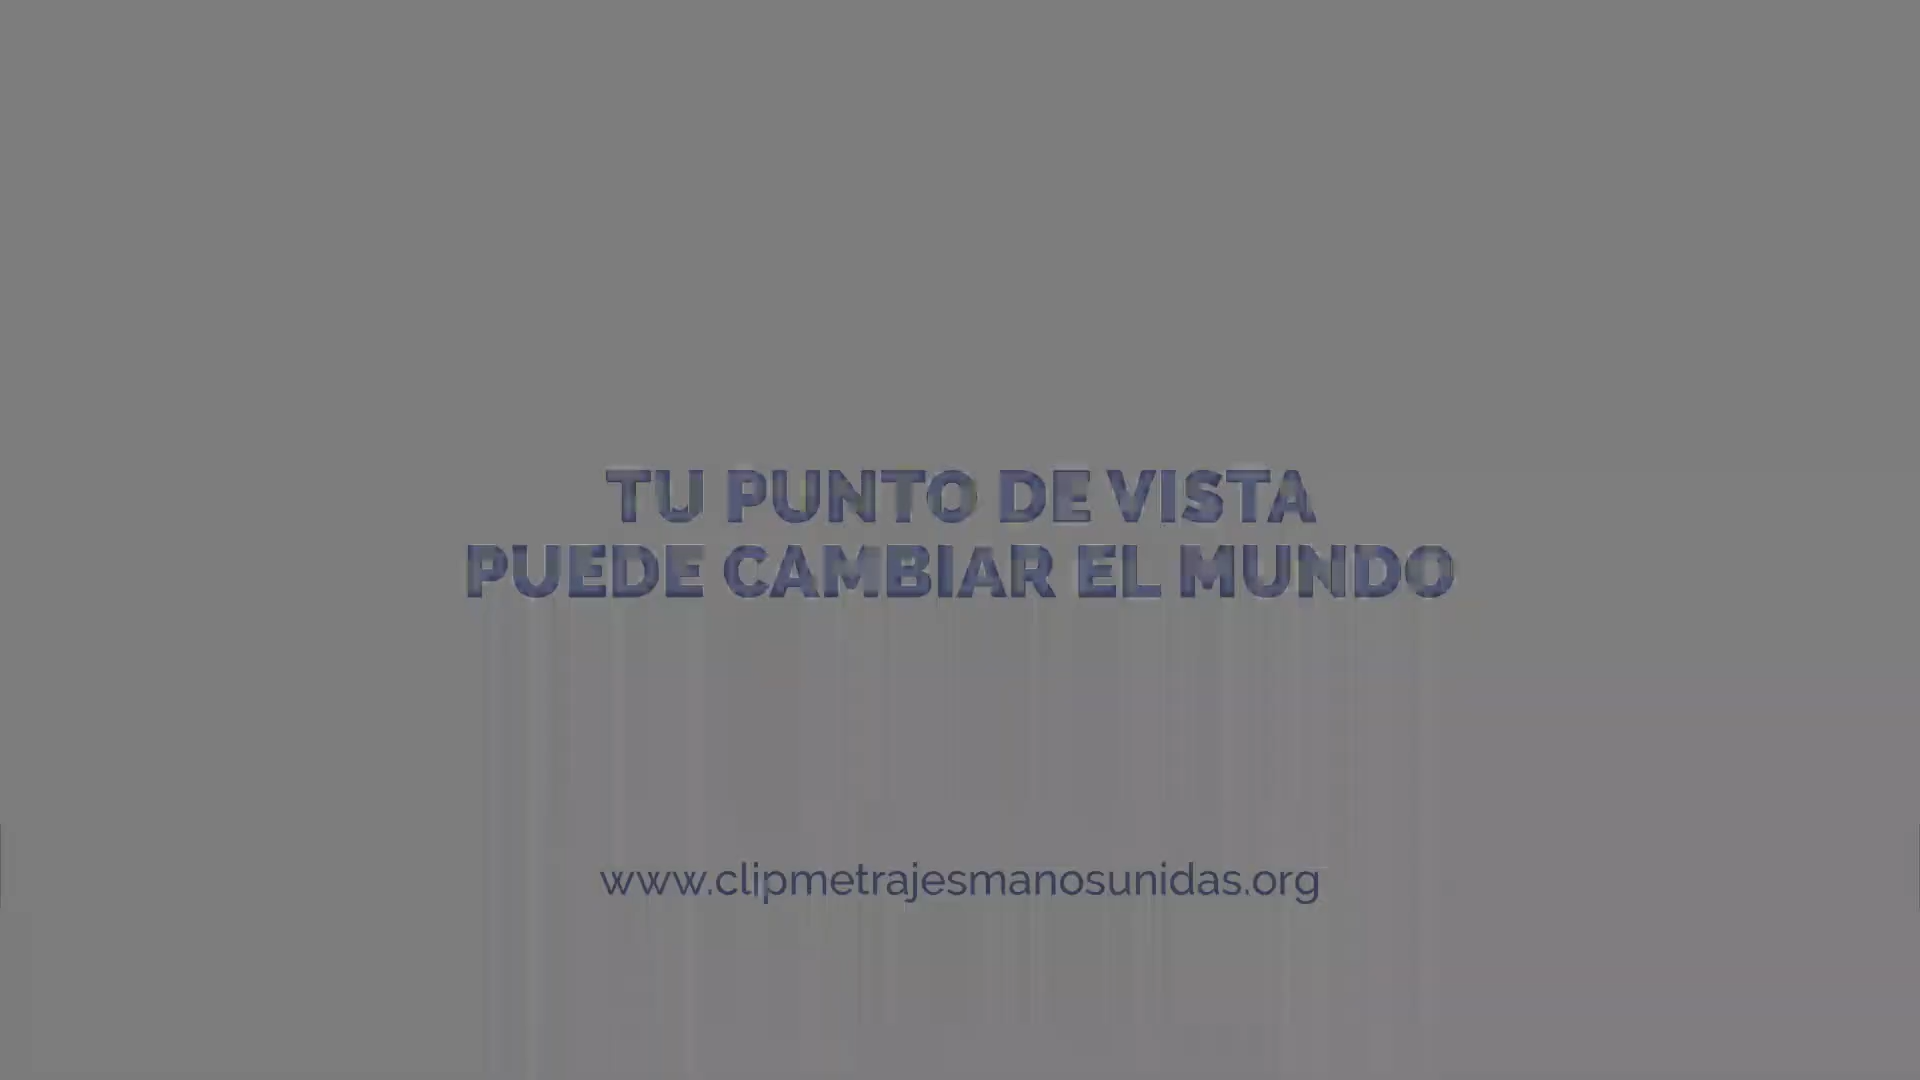 TU PUNTO DE VISTA
PUEDE CAMBIAR EL MUNDO
www.clipmetrajesmanosunidas.org